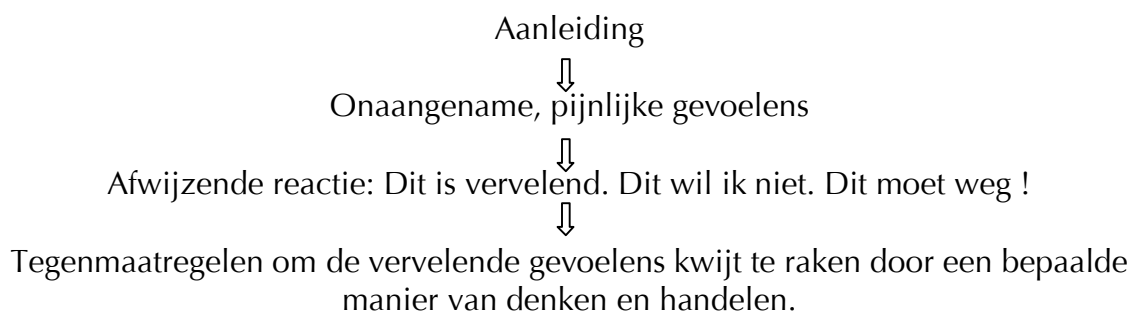 Aanleiding
⇩
Onaangename, pijnlijke gevoelens
⇩
Afwijzende reactie: Dit is vervelend. Dit wil ik niet. Dit moet weg !
⇩
Tegenmaatregelen om de vervelende gevoelens kwijt te raken door een bepaalde
manier van denken en handelen.